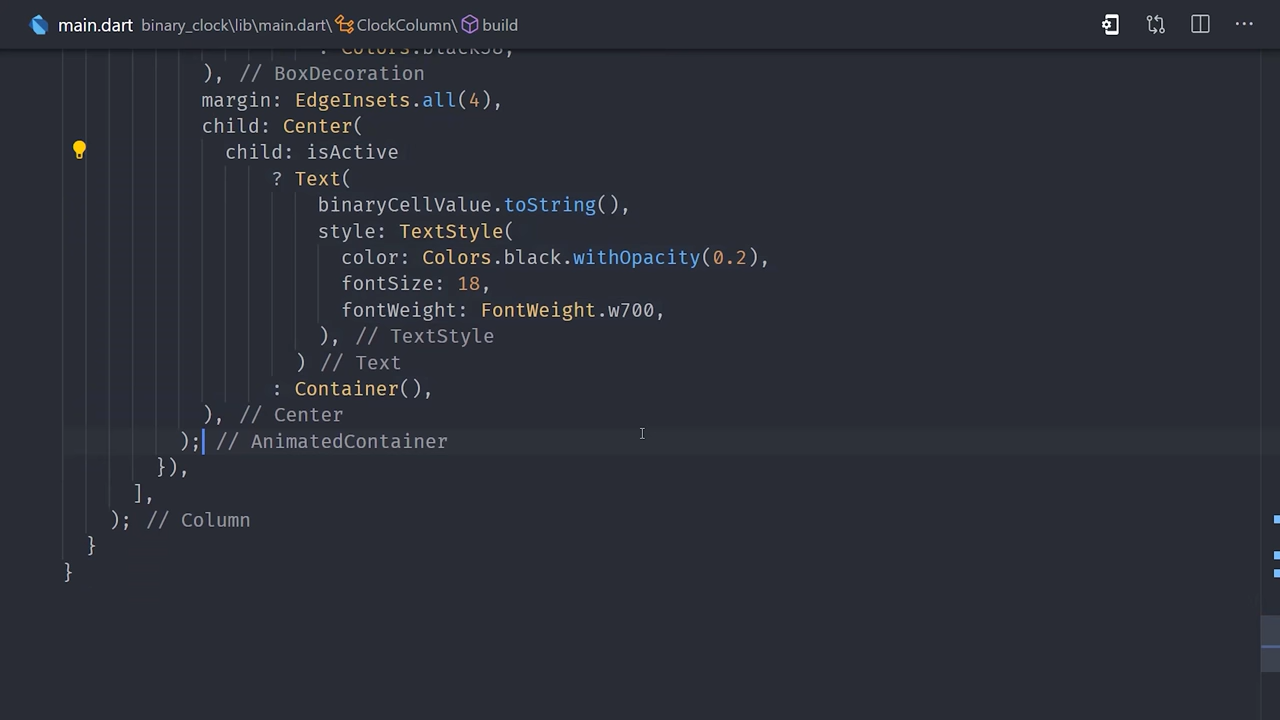 main.dart binary_clock\lib\main.dart\ ClockColumn\ build
: Colors.black38,
), // BoxDecoration
margin: EdgeInsets.all(4),
child: Center(
child: isActive
? Text(
binaryCellValue.toString(),
style: TextStyle(
color: Colors.black.withOpacity(0.2),
fontSize: 18,
fontWeight: FontWeight.w700,
), // TextStyle
) // Text
: Container(),
), // Center
); // AnimatedContainer
}),
],
); // Column
}
}